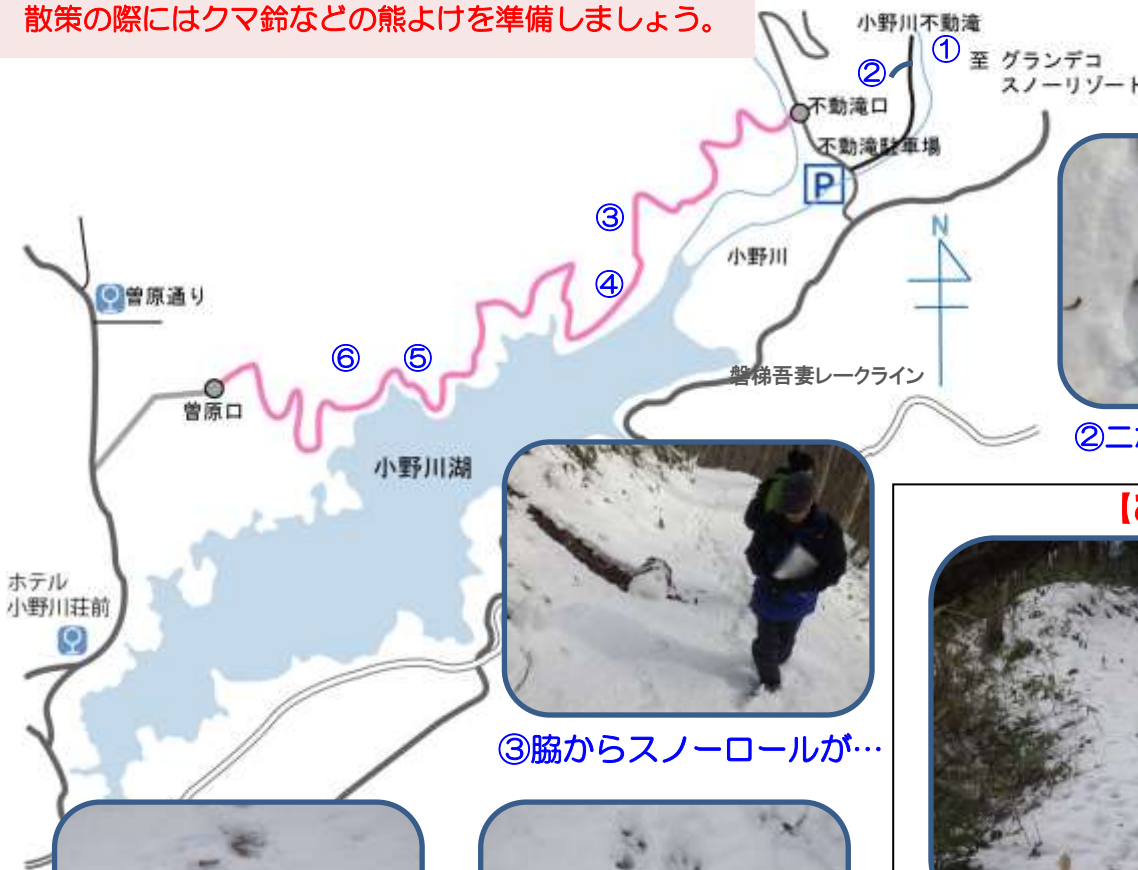 散策の際にはクマ鈴などの熊よけを準備しましょう。
小野川不動滝
①
②
至 グランデコ
スノーリゾート
不動滝口
不動滝駐車場
P
③
小野川
N
④
曽原通り
⑥
⑤
磐梯吾妻レークライン
曽原口
小野川湖
②ニホ
ホテル
小野川荘前
③脇からスノーロールが…